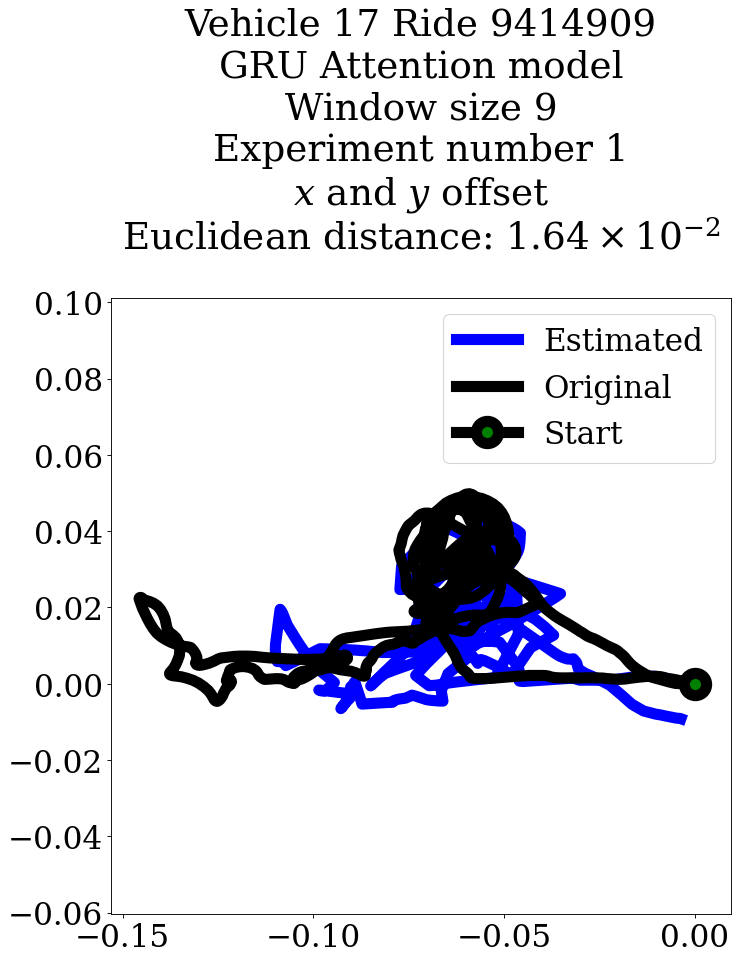 Vehicle 17 Ride 9414909
GRU Attention model
Window size 9
Experiment number 1
x and y offset
Euclidean distance: 1.64 × 10⁻²
Estimated
Original
Start
0.10
0.08
0.06
0.04
0.02
0.00
−0.02
−0.04
−0.06
−0.15 −0.10 −0.05 0.00